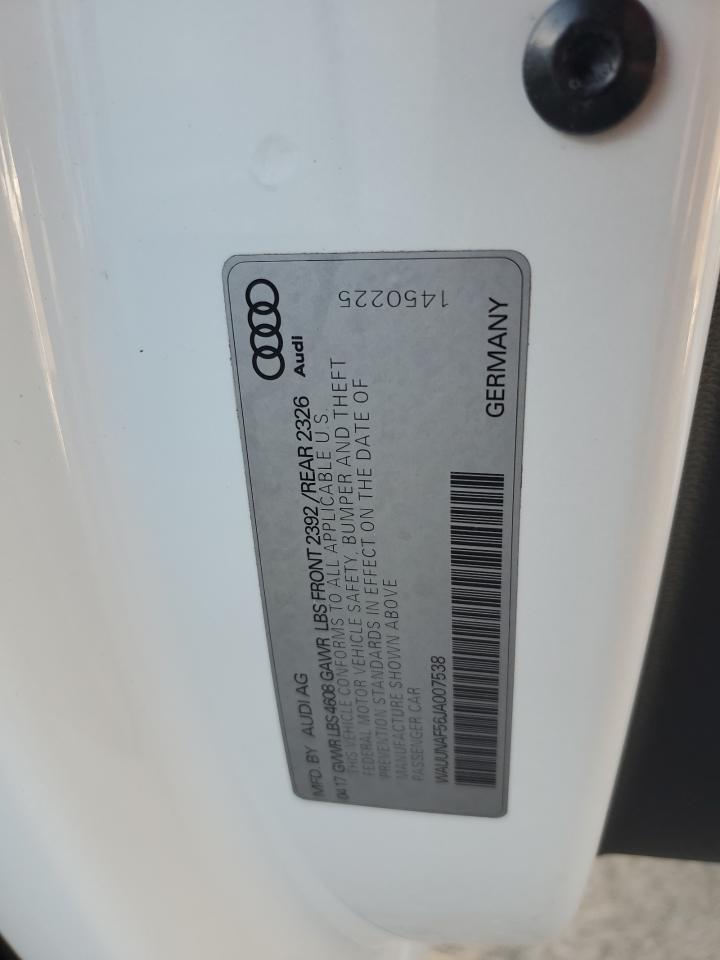 MFD. BY AUDI AG
Audi
04 17 GVWR LBS 4608 GAWR LBS FRONT 2392 / REAR 2326
THIS VEHICLE CONFORMS TO ALL APPLICABLE U.S.
FEDERAL MOTOR VEHICLE SAFETY, BUMPER AND THEFT
PREVENTION STANDARDS IN EFFECT ON THE DATE OF
MANUFACTURE SHOWN ABOVE
PASSENGER CAR
1450225
WAUUNAF56JA007538
GERMANY